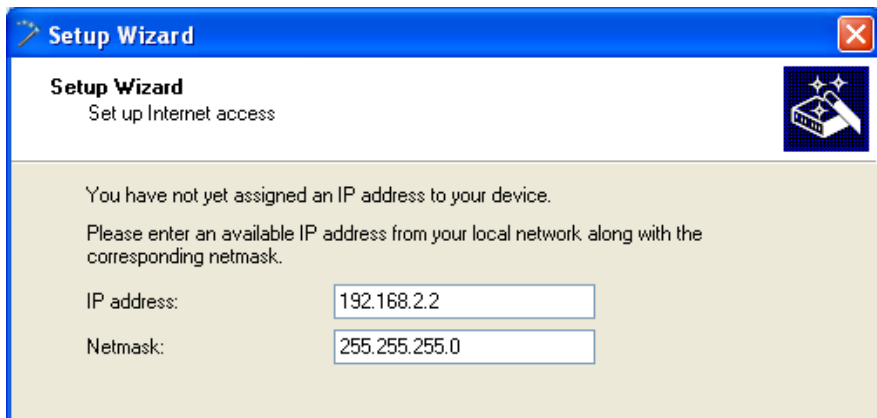 Setup Wizard
Setup Wizard
Set up Internet access
You have not yet assigned an IP address to your device.
Please enter an available IP address from your local network along with the
corresponding netmask.
IP address: 192.168.2.2
Netmask: 255.255.255.0